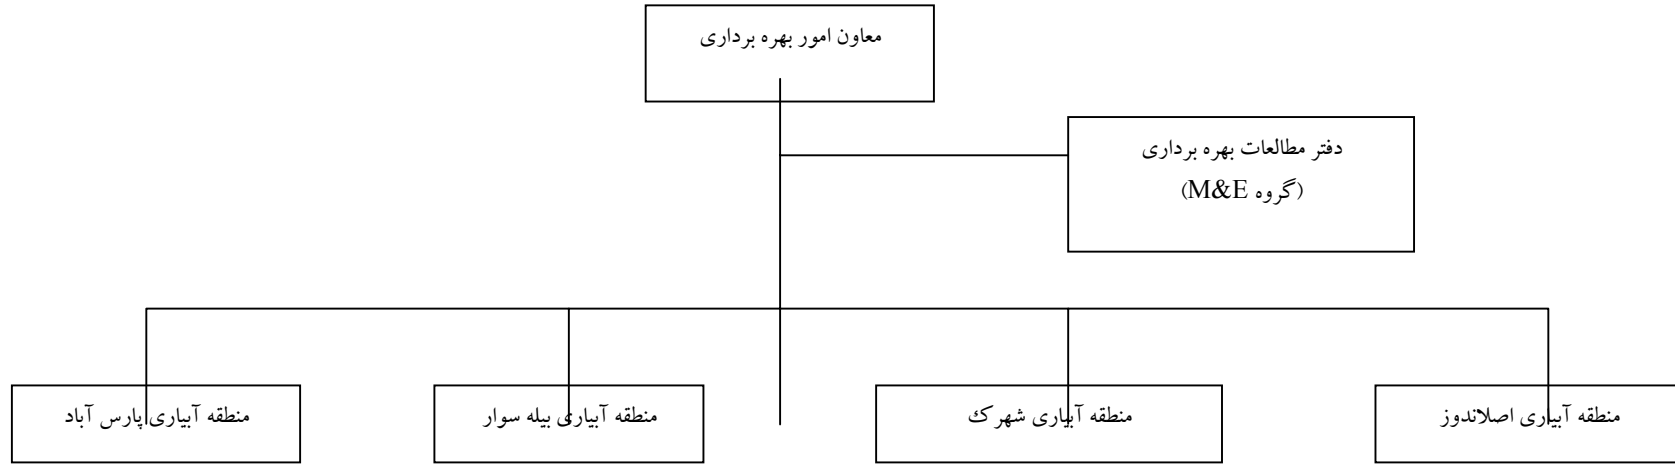 معاون امور بهره برداری
دفتر مطالعات بهره برداری
(گروه M&E)
منطقه آبیاری اصلاندوز
منطقه آبیاری شهرک
منطقه آبیاری بیله سوار
منطقه آبیاری پارس آباد